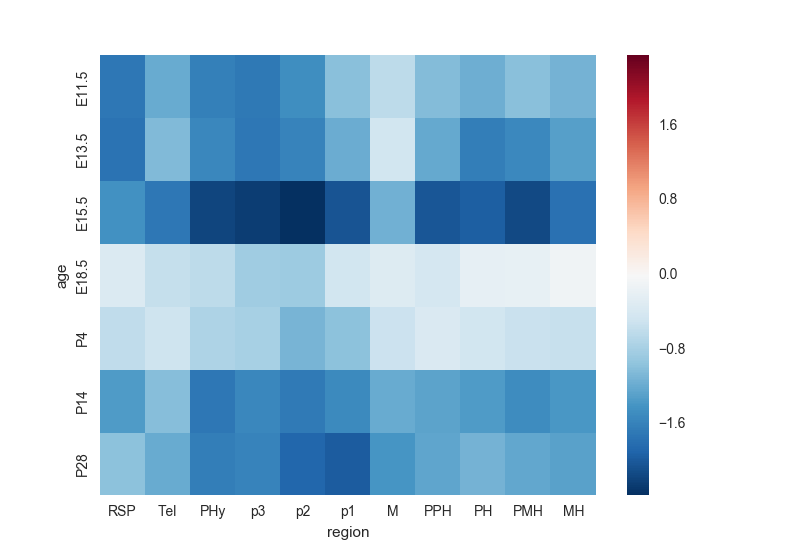 E11.5
E13.5
E15.5
E18.5
P4
P14
P28
age
RSP Tel PHy p3 p2 p1 M PPH PH PMH MH
region
1.6
0.8
0.0
−0.8
−1.6